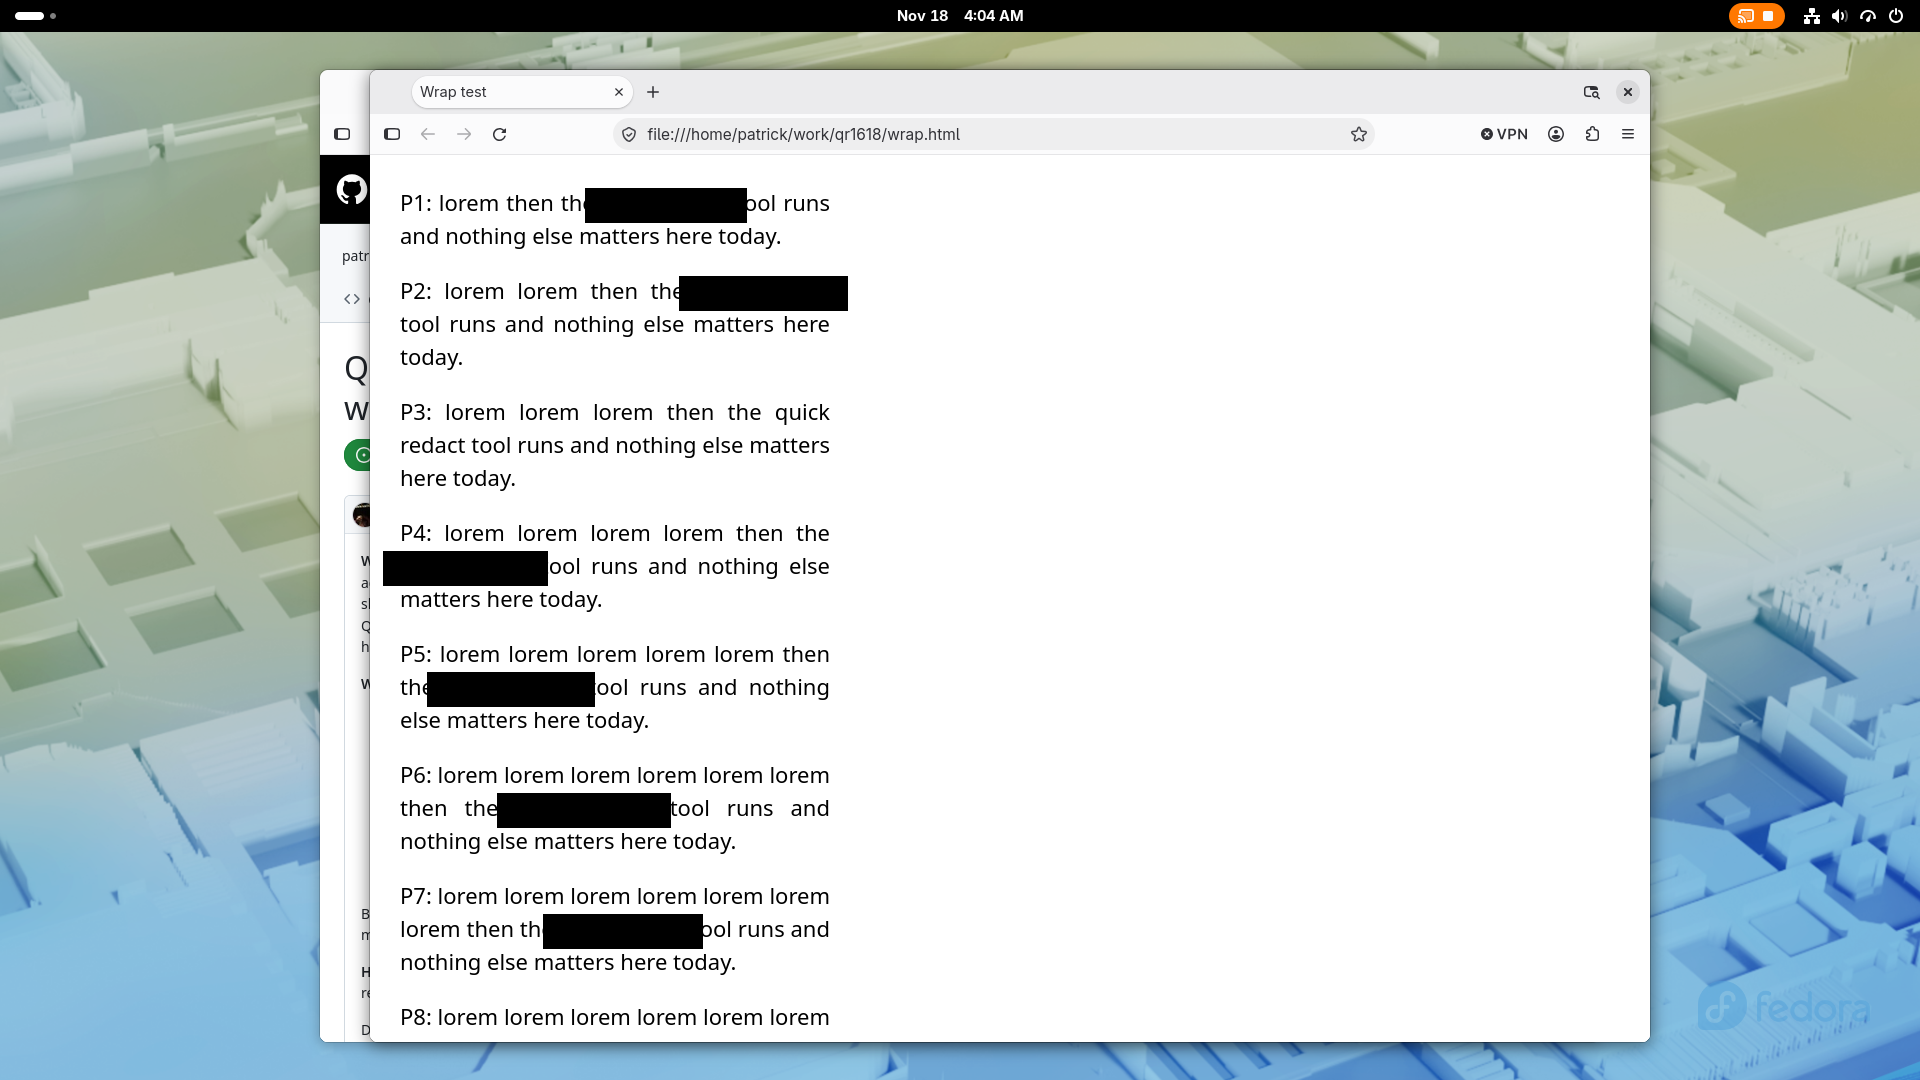 Nov 18 4:04 AM
Wrap test
file:///home/patrick/work/qr1618/wrap.html
VPN
patr
Q
W
P1: lorem then the ool runs
and nothing else matters here today.
P2: lorem lorem then the
tool runs and nothing else matters here
today.
P3: lorem lorem lorem then the quick
redact tool runs and nothing else matters
here today.
P4: lorem lorem lorem lorem then the
ool runs and nothing else
matters here today.
P5: lorem lorem lorem lorem lorem then
the tool runs and nothing
else matters here today.
P6: lorem lorem lorem lorem lorem lorem
then the tool runs and
nothing else matters here today.
P7: lorem lorem lorem lorem lorem lorem
lorem then th ool runs and
nothing else matters here today.
P8: lorem lorem lorem lorem lorem lorem
fedora